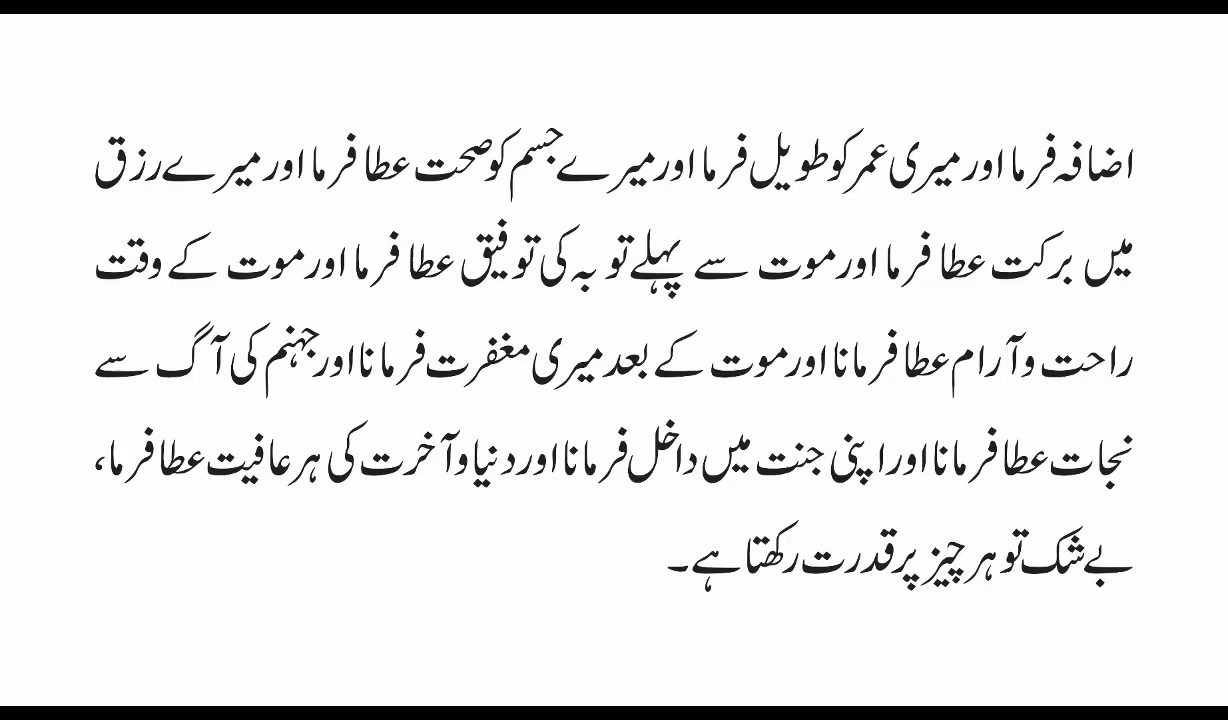 اضافہ فرما اور میری عمر کو طویل فرما اور میرے جسم کو صحت عطا فرما اور میرے رزق
میں برکت عطا فرما اور موت سے پہلے توبہ کی توفیق عطا فرما اور موت کے وقت
راحت و آرام عطا فرمانا اور موت کے بعد میری مغفرت فرمانا اور جہنم کی آگ سے
نجات عطا فرمانا اور اپنی جنت میں داخل فرمانا اور دنیا و آخرت کی ہر عافیت عطا فرما،
بے شک تو ہر چیز پر قدرت رکھتا ہے۔